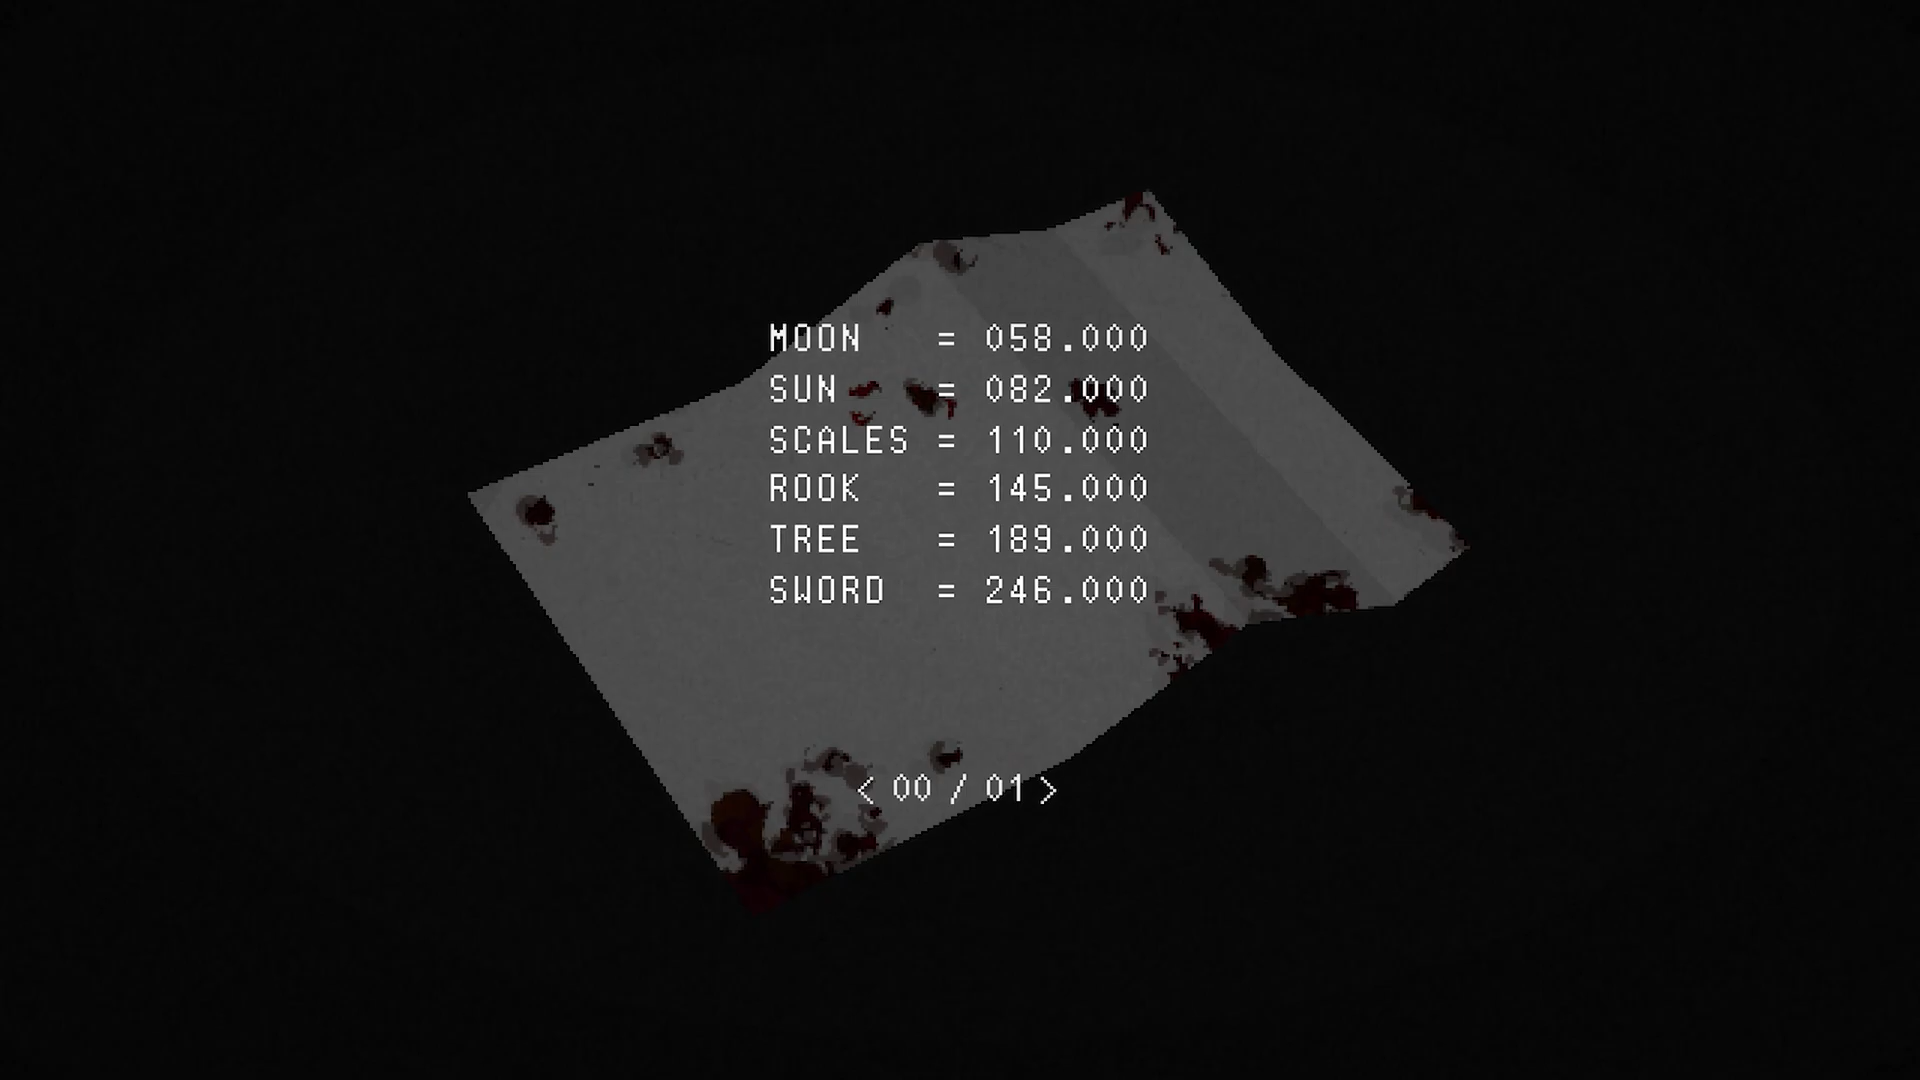 MOON = 058.000
SUN = 082.000
SCALES = 110.000
ROOK = 145.000
TREE = 189.000
SWORD = 246.000
< 00 / 01 >